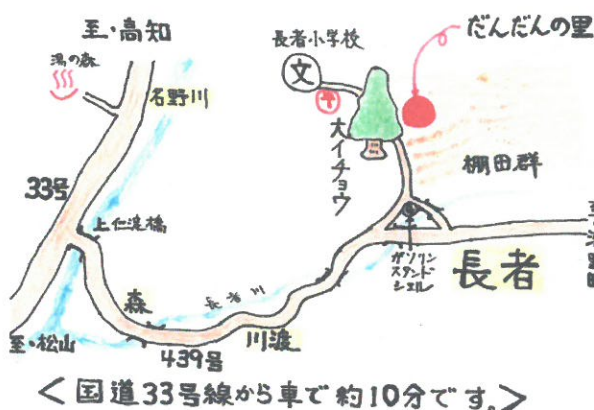 至・高知
湯の森
名野川
33号
上仁淀橋
至・松山
森
439号
川渡
長者川
長者小学校
文
大イチョウ
だんだんの里
棚田群
ガソリン
スタンド
シェル
長者
＜国道33号線から車で約10分です。＞